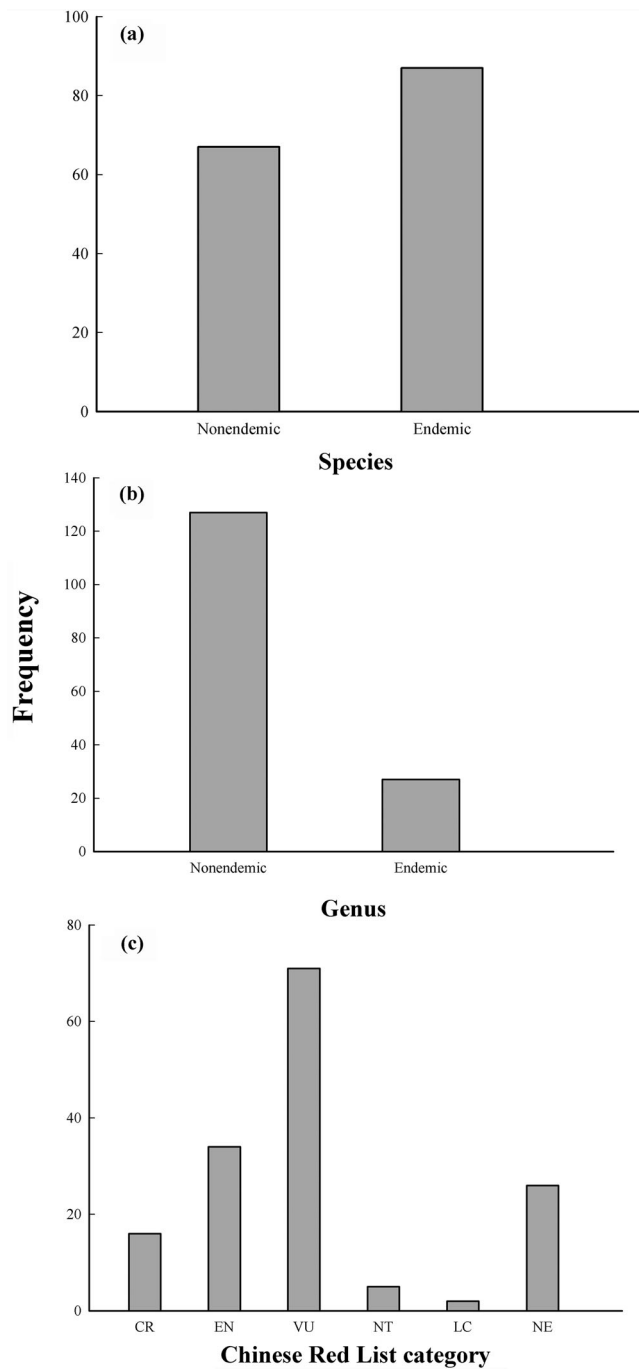 (a)
100
80
60
40
20
0
Nonendemic Endemic
Species
(b)
140
120
100
80
60
40
20
0
Nonendemic Endemic
Genus
Frequency
(c)
80
60
40
20
0
CR EN VU NT LC NE
Chinese Red List category